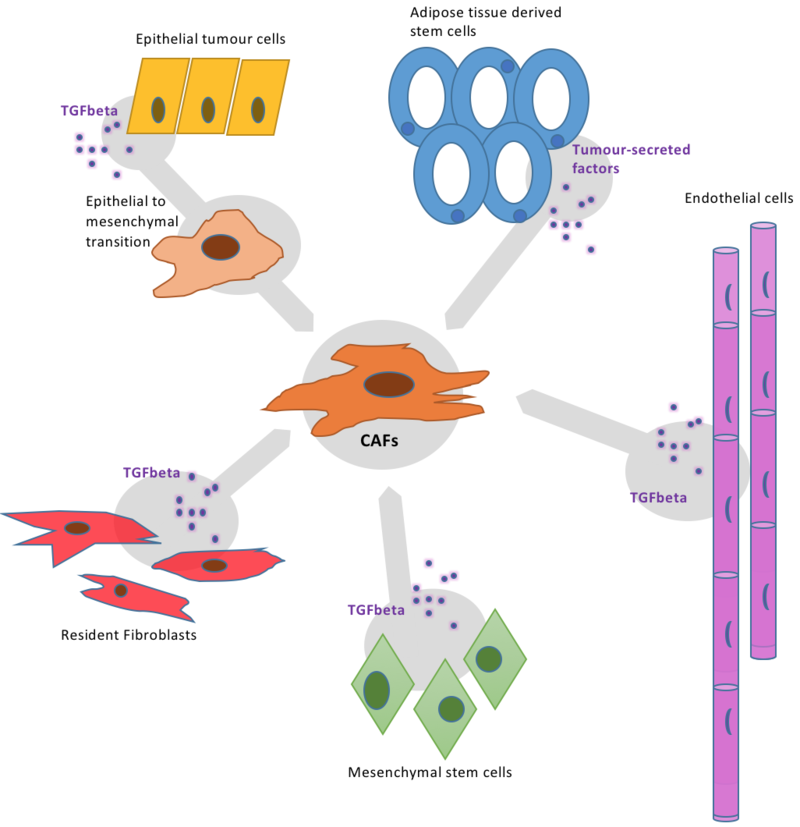 Adipose tissue derived
stem cells
Epithelial tumour cells
TGFbeta
Tumour-secreted
factors
Endothelial cells
Epithelial to
mesenchymal
transition
CAFs
TGFbeta
TGFbeta
TGFbeta
Resident Fibroblasts
Mesenchymal stem cells